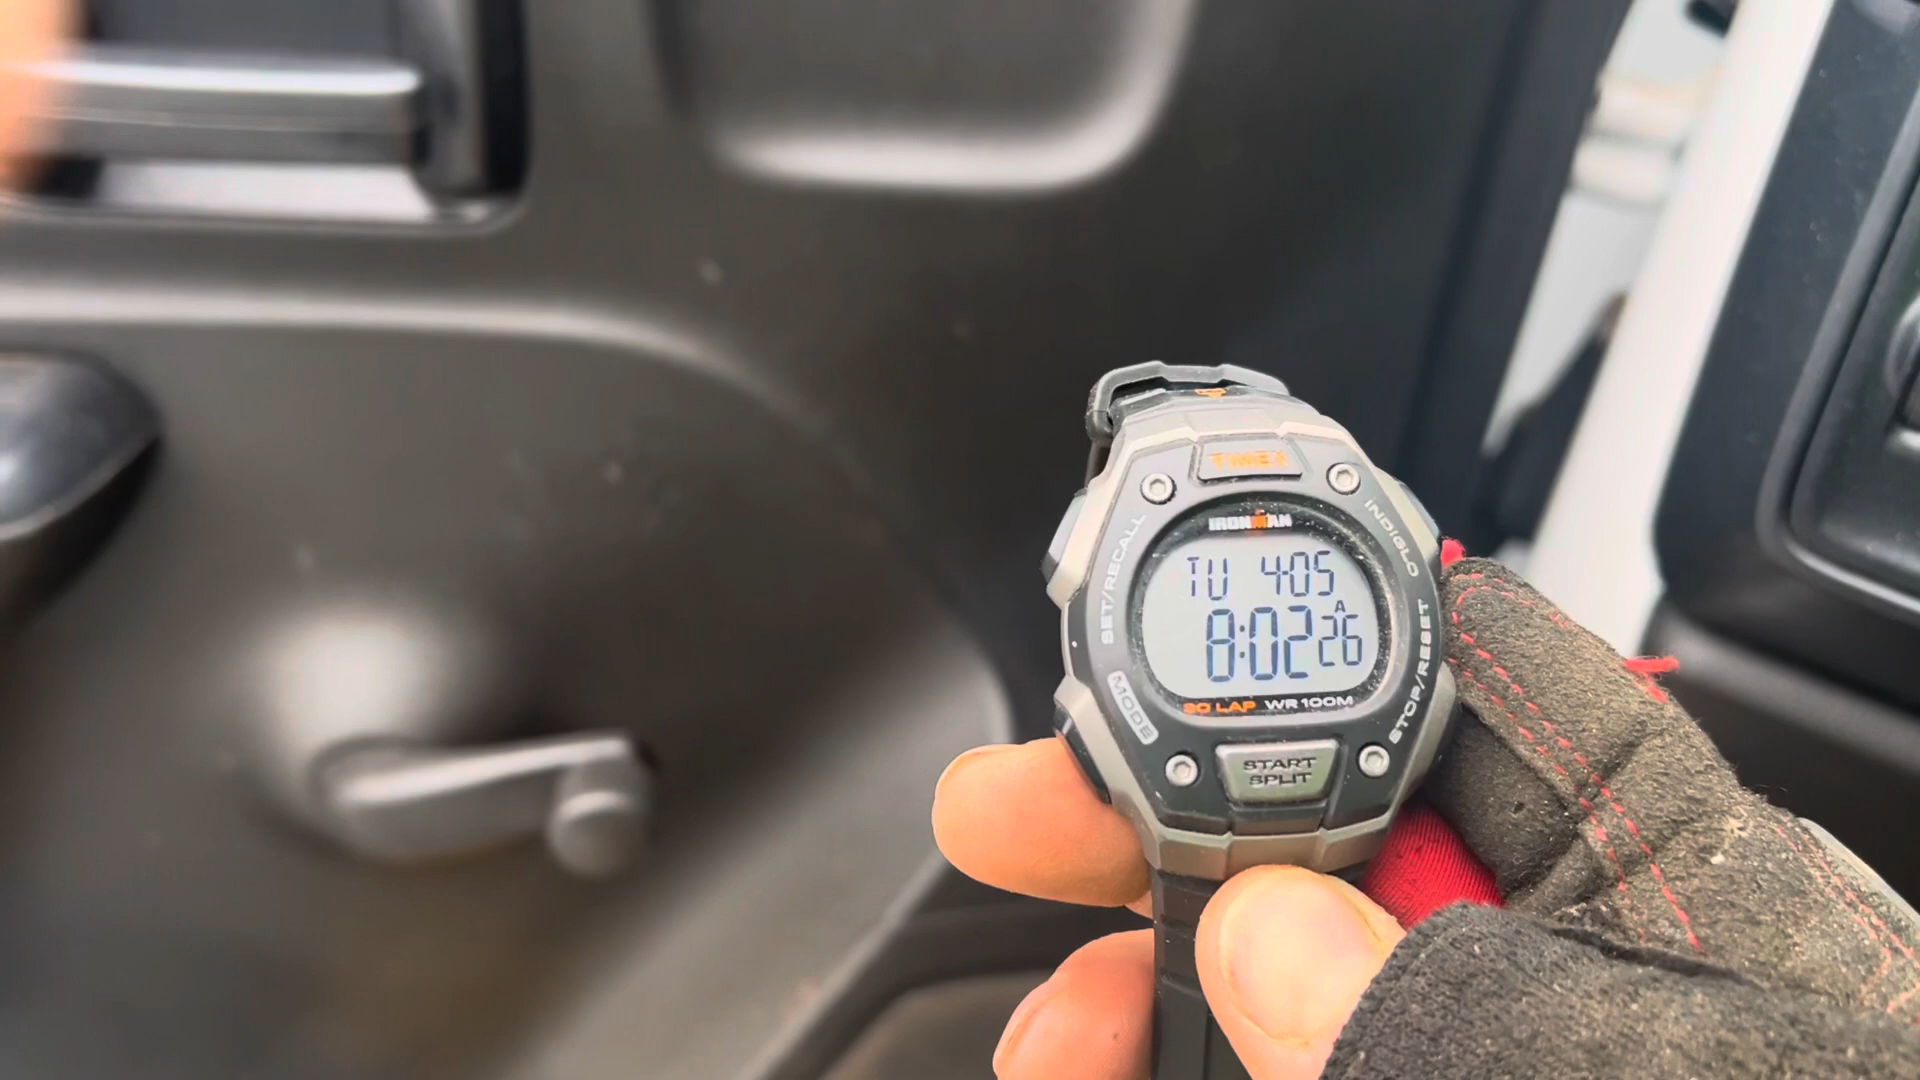 TIMEX
IRONMAN
INDIGLO
SET/RECALL
TU 4-05
A
8:02 26
30 LAP WR 100M
MODE
STOP/RESET
START
SPLIT